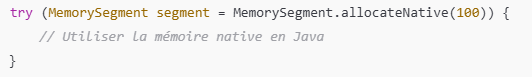 try (MemorySegment segment = MemorySegment.allocateNative(100)) {
    // Utiliser la mémoire native en Java
}